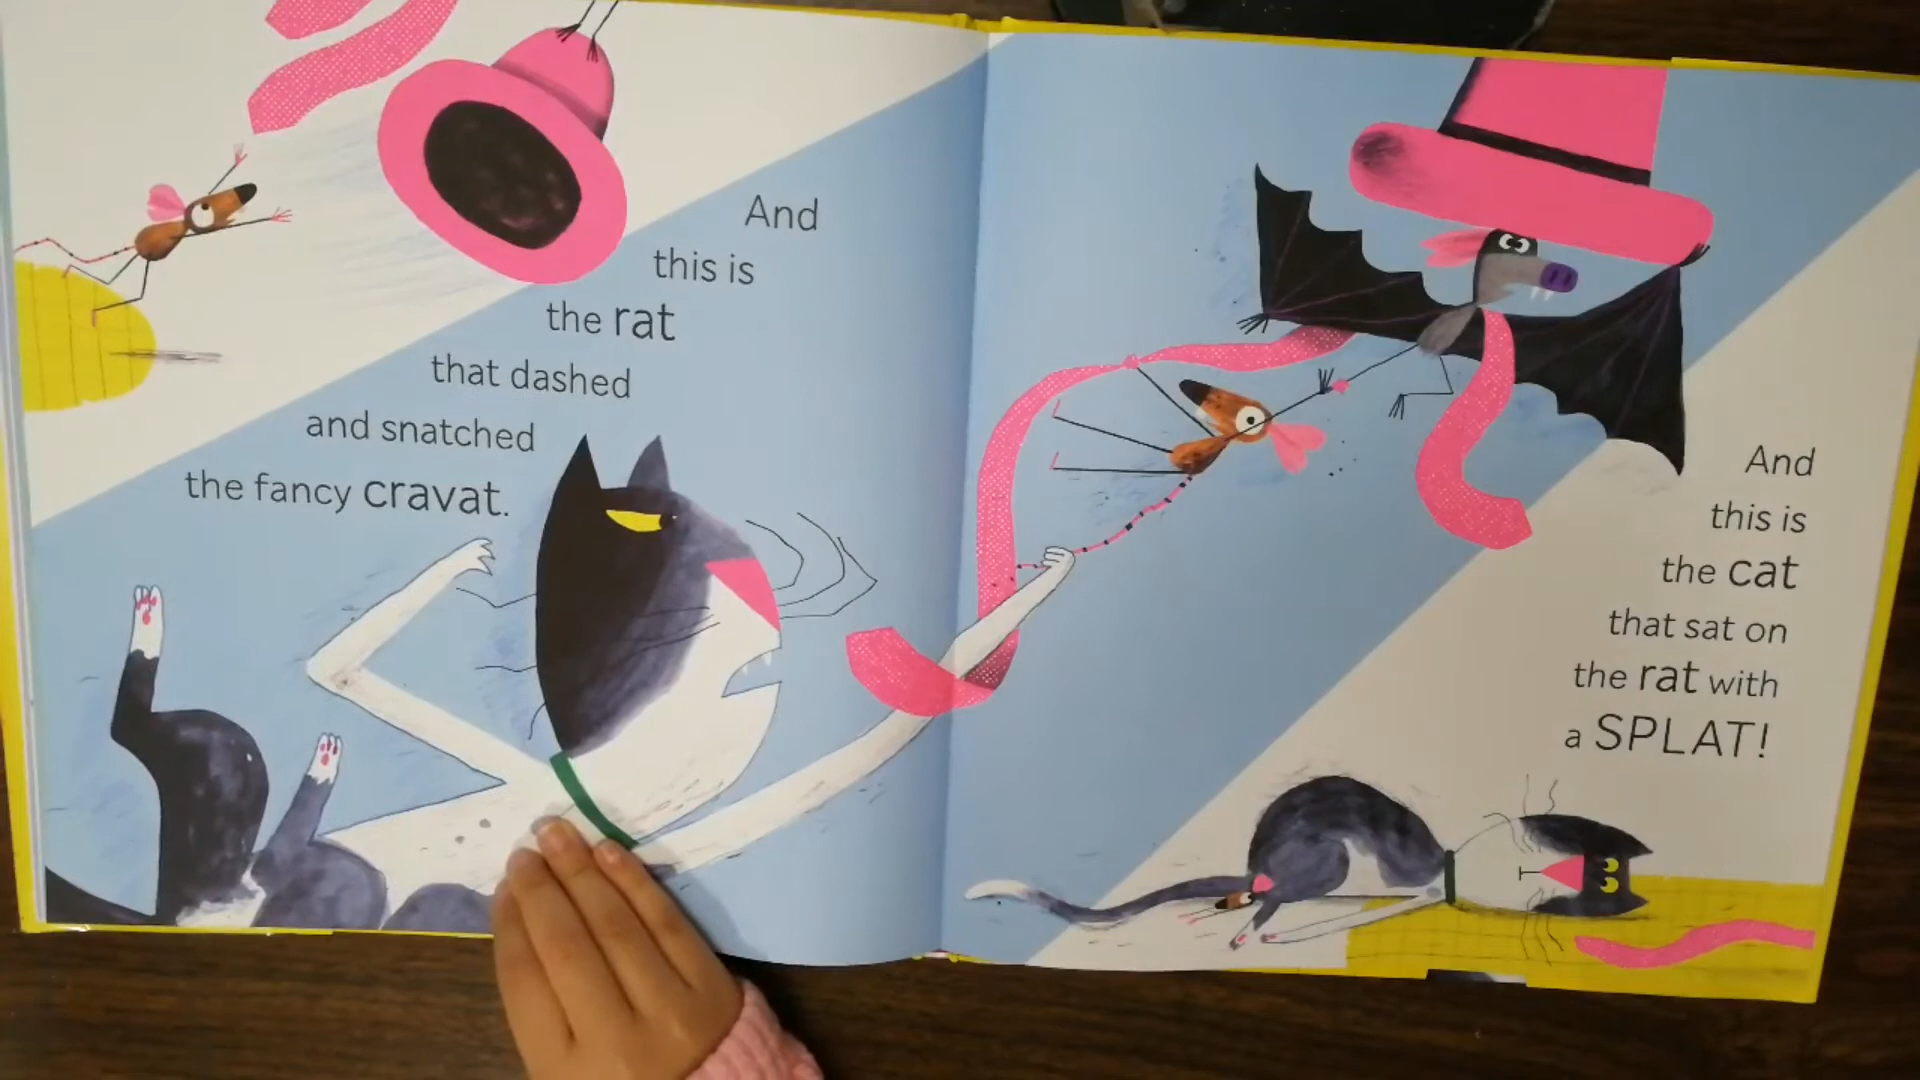 And
this is
the rat
that dashed
and snatched
the fancy cravat.
And
this is
the cat
that sat on
the rat with
a SPLAT!